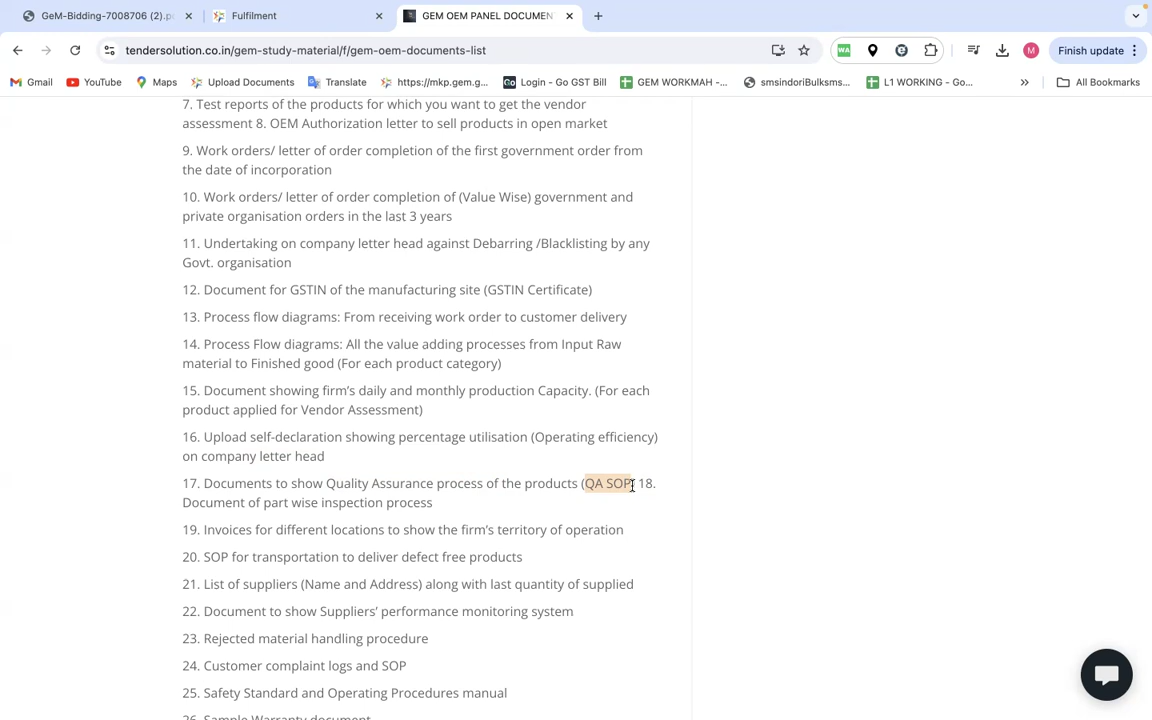 GeM-Bidding-7008706 (2).p
Fulfilment
GEM OEM PANEL DOCUMEN
tendersolution.co.in/gem-study-material/f/gem-oem-documents-list
WA
M
Finish update
Gmail
YouTube
Maps
Upload Documents
Translate
https://mkp.gem.g...
Go
Login - Go GST Bill
GEM WORKMAH -...
smsindoriBulksms...
L1 WORKING - Go...
»
All Bookmarks
7. Test reports of the products for which you want to get the vendor
assessment 8. OEM Authorization letter to sell products in open market
9. Work orders/ letter of order completion of the first government order from
the date of incorporation
10. Work orders/ letter of order completion of (Value Wise) government and
private organisation orders in the last 3 years
11. Undertaking on company letter head against Debarring /Blacklisting by any
Govt. organisation
12. Document for GSTIN of the manufacturing site (GSTIN Certificate)
13. Process flow diagrams: From receiving work order to customer delivery
14. Process Flow diagrams: All the value adding processes from Input Raw
material to Finished good (For each product category)
15. Document showing firm's daily and monthly production Capacity. (For each
product applied for Vendor Assessment)
16. Upload self-declaration showing percentage utilisation (Operating efficiency)
on company letter head
17. Documents to show Quality Assurance process of the products (QA SOP) 18.
Document of part wise inspection process
19. Invoices for different locations to show the firm's territory of operation
20. SOP for transportation to deliver defect free products
21. List of suppliers (Name and Address) along with last quantity of supplied
22. Document to show Suppliers' performance monitoring system
23. Rejected material handling procedure
24. Customer complaint logs and SOP
25. Safety Standard and Operating Procedures manual
26. Sample Warranty document